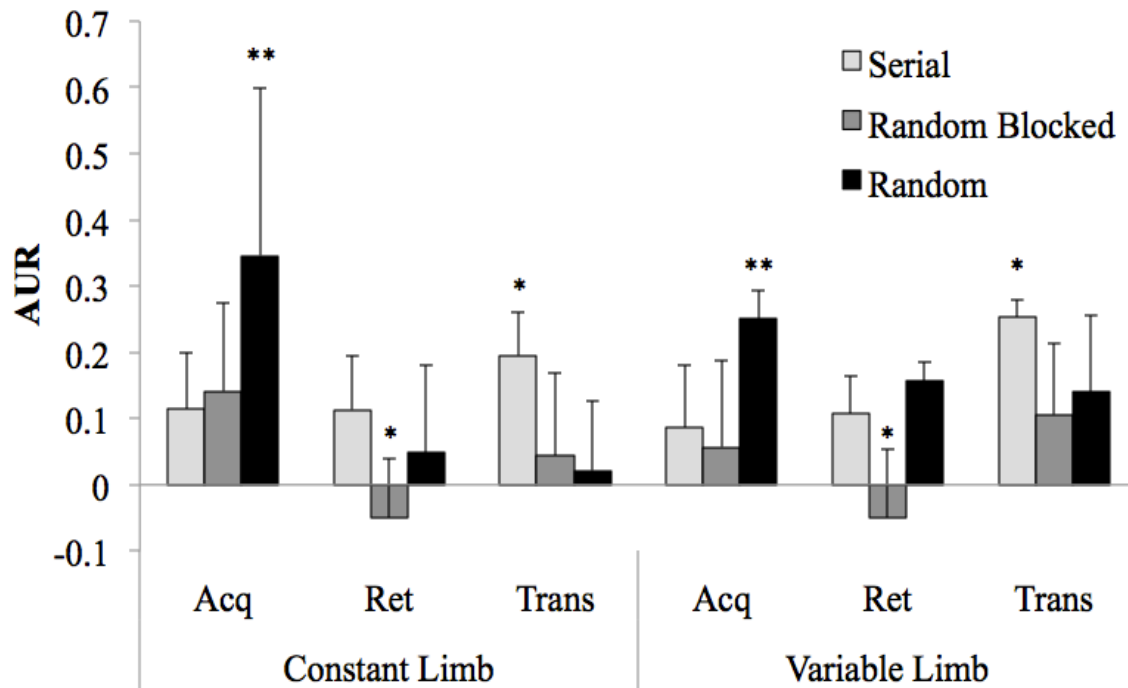 0.7
0.6
0.5
0.4
0.3
0.2
0.1
0
-0.1
AUR
**
*
*
**
*
*
Serial
Random Blocked
Random
Acq Ret Trans Acq Ret Trans
Constant Limb Variable Limb